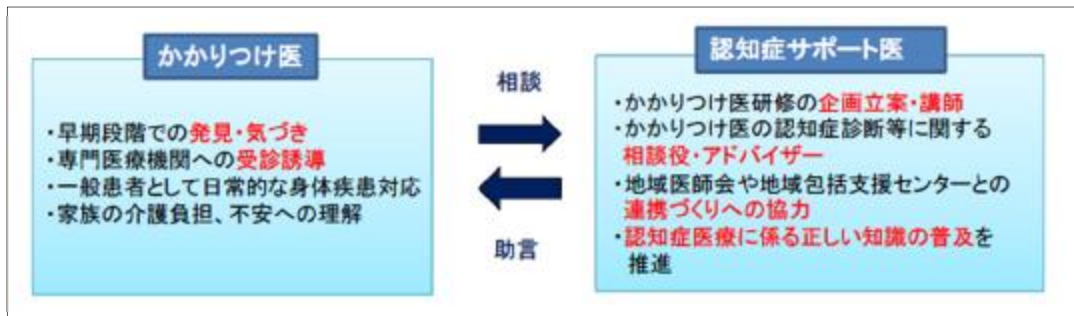 かかりつけ医
・早期段階での発見・気づき
・専門医療機関への受診誘導
・一般患者として日常的な身体疾患対応
・家族の介護負担、不安への理解
相談
助言
認知症サポート医
・かかりつけ医研修の企画立案・講師
・かかりつけ医の認知症診断等に関する
相談役・アドバイザー
・地域医師会や地域包括支援センターとの
連携づくりへの協力
・認知症医療に係る正しい知識の普及を
推進